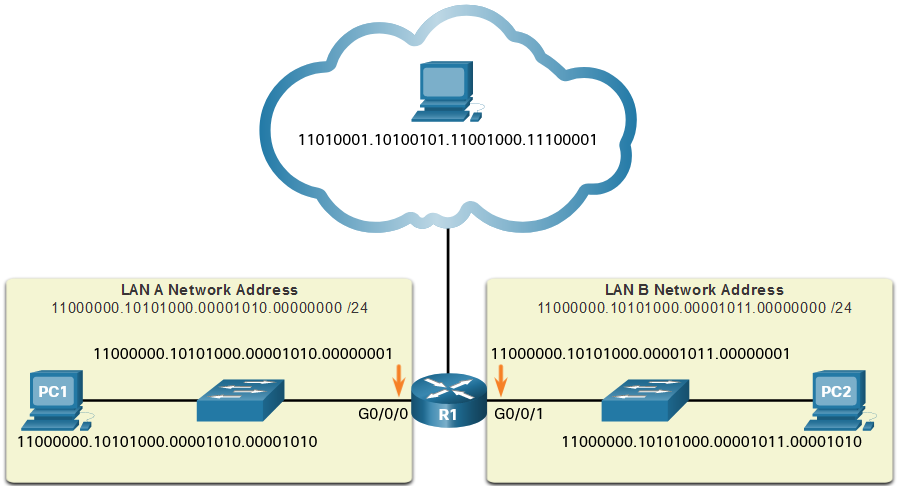 11010001.10100101.11001000.11100001
LAN A Network Address
11000000.10101000.00001010.00000000 /24
11000000.10101000.00001010.00000001
PC1
G0/0/0
11000000.10101000.00001010.00001010
R1
LAN B Network Address
11000000.10101000.00001011.00000000 /24
11000000.10101000.00001011.00000001
G0/0/1
PC2
11000000.10101000.00001011.00001010